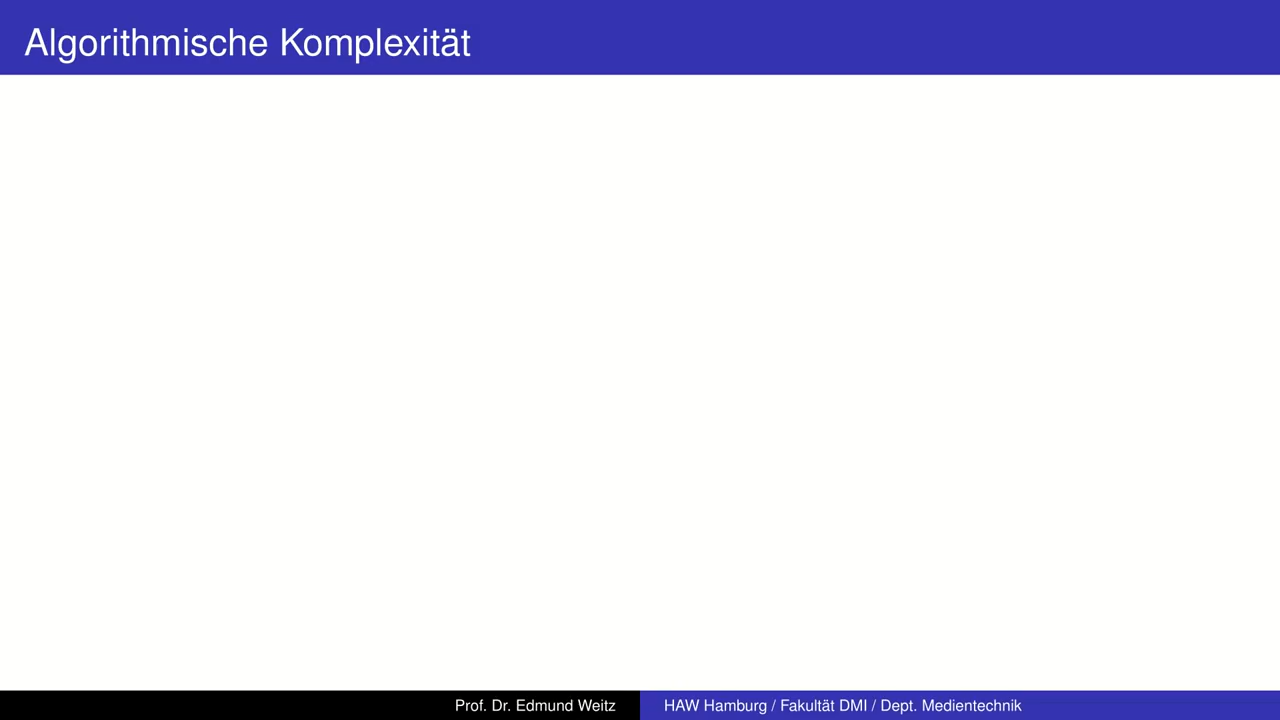 Algorithmische Komplexität
Prof. Dr. Edmund Weitz
HAW Hamburg / Fakultät DMI / Dept. Medientechnik